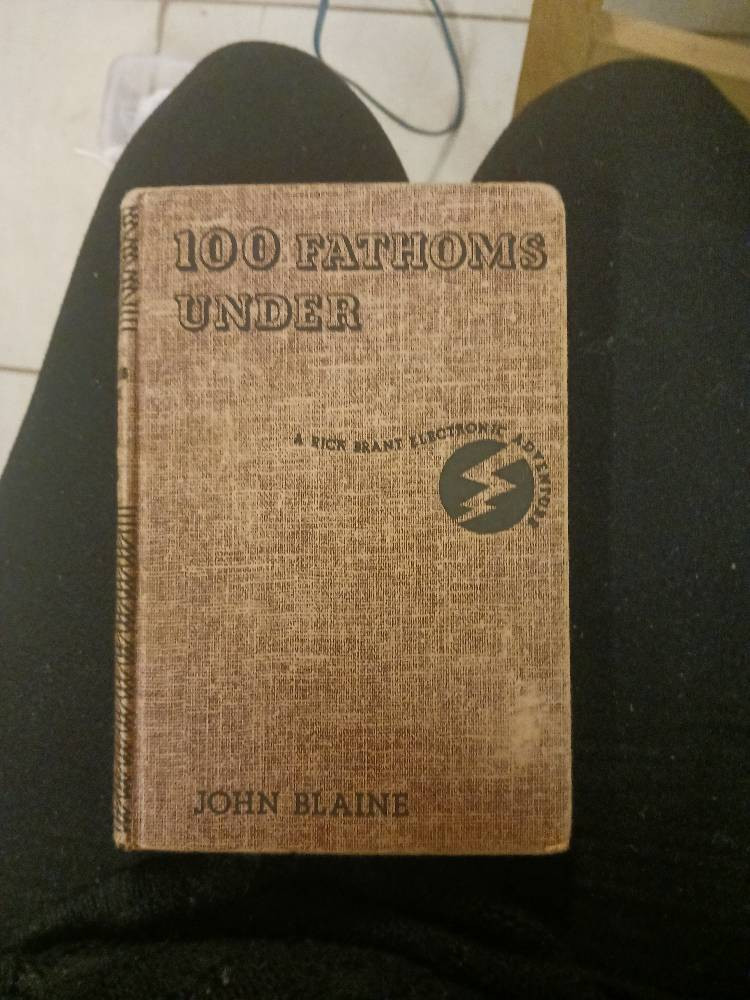 100 FATHOMS
UNDER
A RICK BRANT ELECTRONIC ADVENTURE
JOHN BLAINE